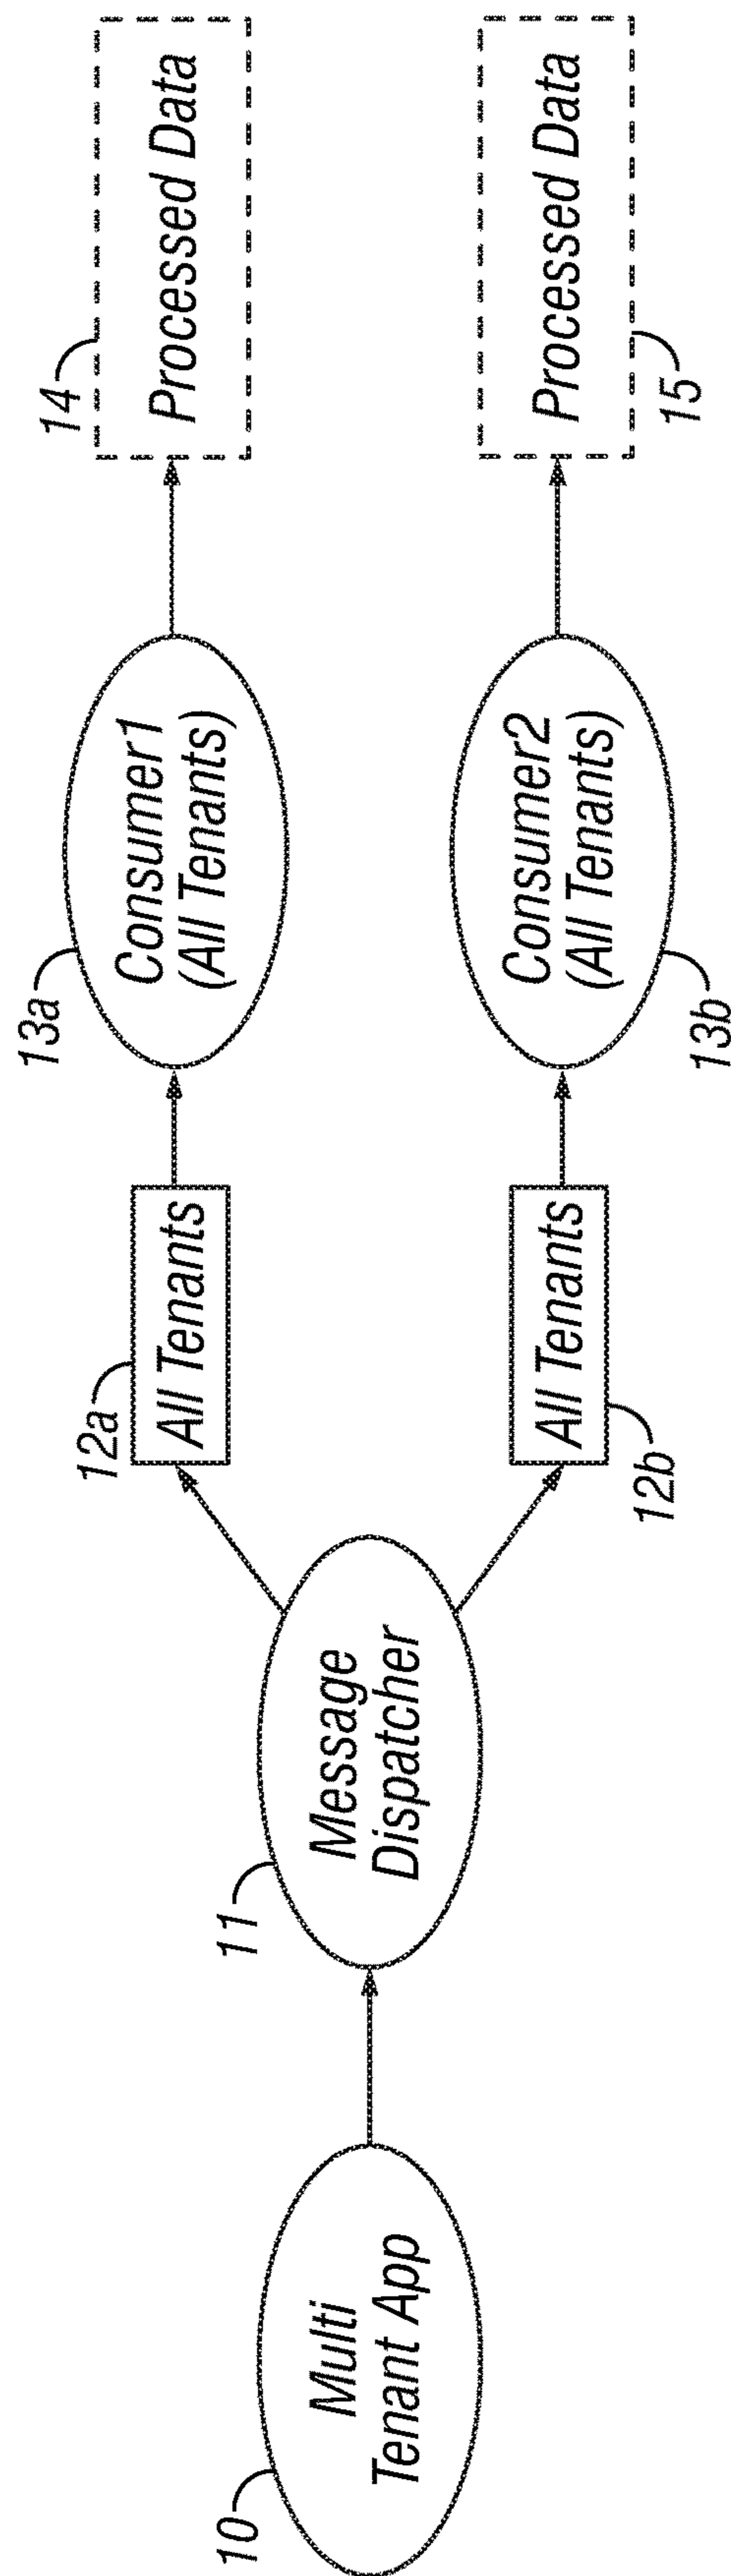 10
Multi
Tenant App
11
Message
Dispatcher
12a
All Tenants
13a
Consumer1
(All Tenants)
14
Processed Data
12b
All Tenants
13b
Consumer2
(All Tenants)
15
Processed Data